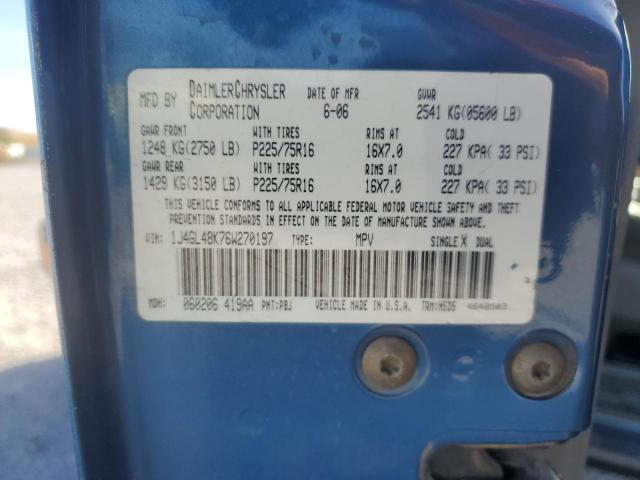 MFD BY DAIMLERCHRYSLER CORPORATION DATE OF MFR 6-06 GVWR 2541 KG(05600 LB)
GAWR FRONT WITH TIRES RIMS AT COLD
1248 KG(2750 LB) P225/75R16 16X7.0 227 KPA( 33 PSI)
GAWR REAR WITH TIRES RIMS AT COLD
1429 KG(3150 LB) P225/75R16 16X7.0 227 KPA( 33 PSI)
THIS VEHICLE CONFORMS TO ALL APPLICABLE FEDERAL MOTOR VEHICLE SAFETY AND THEFT
PREVENTION STANDARDS IN EFFECT ON THE DATE OF MANUFACTURE SHOWN ABOVE.
VIN: 1J4GL48K76W270197 TYPE: MPV SINGLE X DUAL
MDH: 060206 419AA PNT:PBJ VEHICLE MADE IN U.S.A. TRM:N5D5 4648503